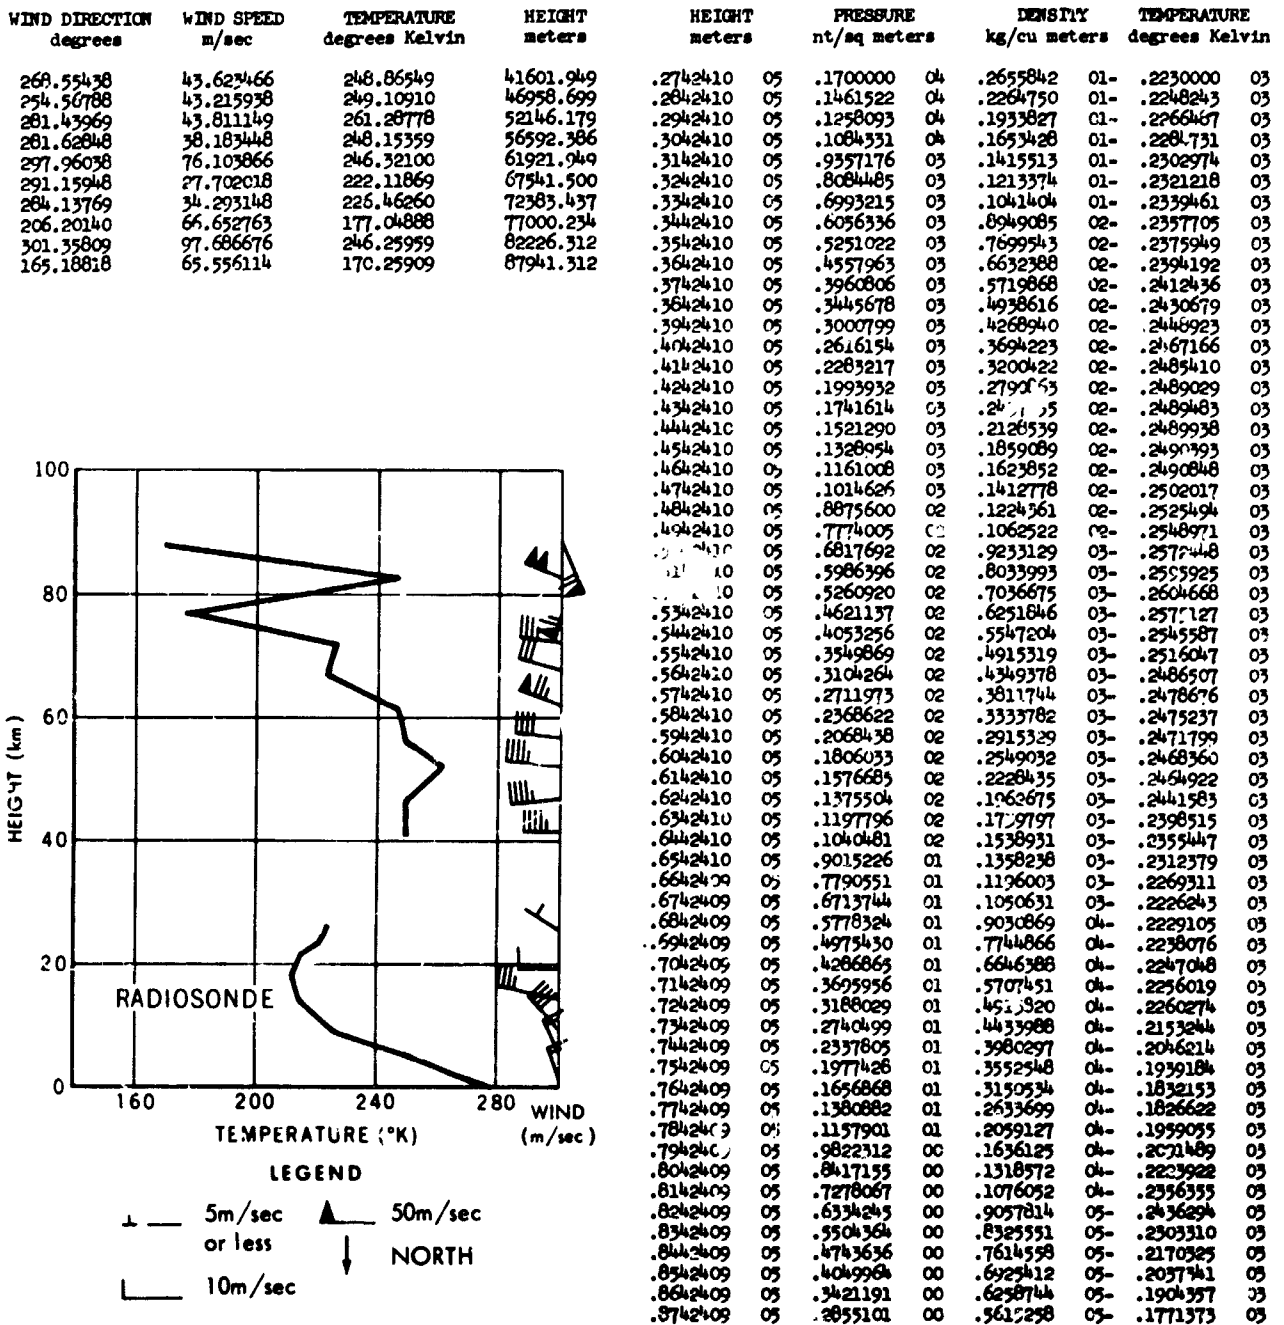 WIND DIRECTION WIND SPEED TEMPERATURE HEIGHT
degrees m/sec degrees Kelvin meters
268.55438 43.623466 248.86549 41601.949
254.56788 43.215938 249.10910 46958.699
281.43969 43.811149 261.28778 52146.179
281.62848 38.183448 248.15359 56592.386
297.96038 76.103866 246.32100 61921.949
291.15948 27.702018 222.11869 67541.500
284.13769 34.293148 226.46260 72383.437
206.20140 66.652763 177.04888 77000.234
301.35809 97.686676 246.25959 82226.312
165.18818 65.556114 170.25909 87941.312
HEIGHT PRESSURE DENSITY TEMPERATURE
meters nt/sq meters kg/cu meters degrees Kelvin
.2742410 05 .1700000 04 .2655842 01- .2230000 03
.2842410 05 .1461522 04 .2264750 01- .2248243 03
.2942410 05 .1258093 04 .1933827 01- .2266487 03
.3042410 05 .1084331 04 .1653428 01- .2284731 03
.3142410 05 .9357176 03 .1415513 01- .2302974 03
.3242410 05 .8084485 03 .1213374 01- .2321218 03
.3342410 05 .6993215 03 .1041404 01- .2339461 03
.3442410 05 .6056336 03 .8949085 02- .2357705 03
.3542410 05 .5251022 03 .7699543 02- .2375949 03
.3642410 05 .4557963 03 .6632388 02- .2394192 03
.3742410 05 .3960806 03 .5719868 02- .2412436 03
.3842410 05 .3445678 03 .4938616 02- .2430679 03
.3942410 05 .3000799 03 .4268940 02- .2448923 03
.4042410 05 .2616154 03 .3694223 02- .2467166 03
.4142410 05 .2283217 03 .3200422 02- .2485410 03
.4242410 05 .1993932 03 02- .2489029 03
.4342410 05 .1741614 03 02- .2489483 03
.4442410 05 .1521290 03 .2128539 02- .2489938 03
.4542410 05 .1328954 03 .1859089 02- .2490393 03
.4642410 05 .1161008 03 .1623852 02- .2490848 03
.4742410 05 .1014626 03 .1412778 02- .2502017 03
.4842410 05 .8875600 02 .1224361 02- .2525494 03
.4942410 05 .7774005 02 .1062522 02- .2548971 03
05 .6817692 02 .9233129 03- .2572448 03
05 .5986396 02 .8033993 03- .2595925 03
05 .5260920 02 .7036675 03- .2604668 03
.5342410 05 .4621137 02 .6251846 03- .2575127 03
.5442410 05 .4053256 02 .5547204 03- .2545587 03
.5542410 05 .3549869 02 .4915319 03- .2516047 03
.5642410 05 .3104264 02 .4349378 03- .2486507 03
.5742410 05 .2711973 02 .3811744 03- .2478676 03
.5842410 05 .2368622 02 .3333782 03- .2475237 03
.5942410 05 .2068438 02 .2915329 03- .2471799 03
.6042410 05 .1806033 02 .2549032 03- .2468360 03
.6142410 05 .1576685 02 .2228435 03- .2464922 03
.6242410 05 .1375504 02 .1962675 03- .2441583 03
.6342410 05 .1197796 02 .1739797 03- .2398515 03
.6442410 05 .1040481 02 .1538931 03- .2355447 03
.6542410 05 .9015226 01 .1358238 03- .2312379 03
.6642409 05 .7790551 01 .1196003 03- .2269311 03
.6742409 05 .6713744 01 .1050631 03- .2226243 03
.6842409 05 .5778324 01 .9030869 04- .2229105 03
.6942409 05 .4975430 01 .7744866 04- .2238076 03
.7042409 05 .4286865 01 .6646388 04- .2247048 03
.7142409 05 .3695956 01 .5707451 04- .2256019 03
.7242409 05 .3188029 01 04- .2260274 03
.7342409 05 .2740499 01 .4433988 04- .2153244 03
.7442409 05 .2337805 01 .3980297 04- .2046214 03
.7542409 05 .1977428 01 .3552548 04- .1939184 03
.7642409 05 .1656868 01 .3150534 04- .1832153 03
.7742409 05 .1380882 01 .2633699 04- .1826622 03
.7842409 05 .1157901 01 .2059127 04- .1959055 03
.7942409 05 .9822312 00 .1636125 04- .2091489 03
.8042409 05 .8417155 00 .1318572 04- .2223922 03
.8142409 05 .7278067 00 .1076052 04- .2356355 03
.8242409 05 .6334245 00 .9057814 05- .2436294 03
.8342409 05 .5504364 00 .8325551 05- .2303310 03
.8442409 05 .4743636 00 .7614558 05- .2170325 03
.8542409 05 .4049964 00 .6925412 05- .2037341 03
.8642409 05 .3421191 00 .6258744 05- .1904357 03
.8742409 05 .2855101 00 .5615258 05- .1771373 03
100
80
60
40
20
0
HEIGHT (km)
RADIOSONDE
160 200 240 280 WIND
TEMPERATURE (°K) (m/sec)
LEGEND
5m/sec 50m/sec
or less
NORTH
10m/sec